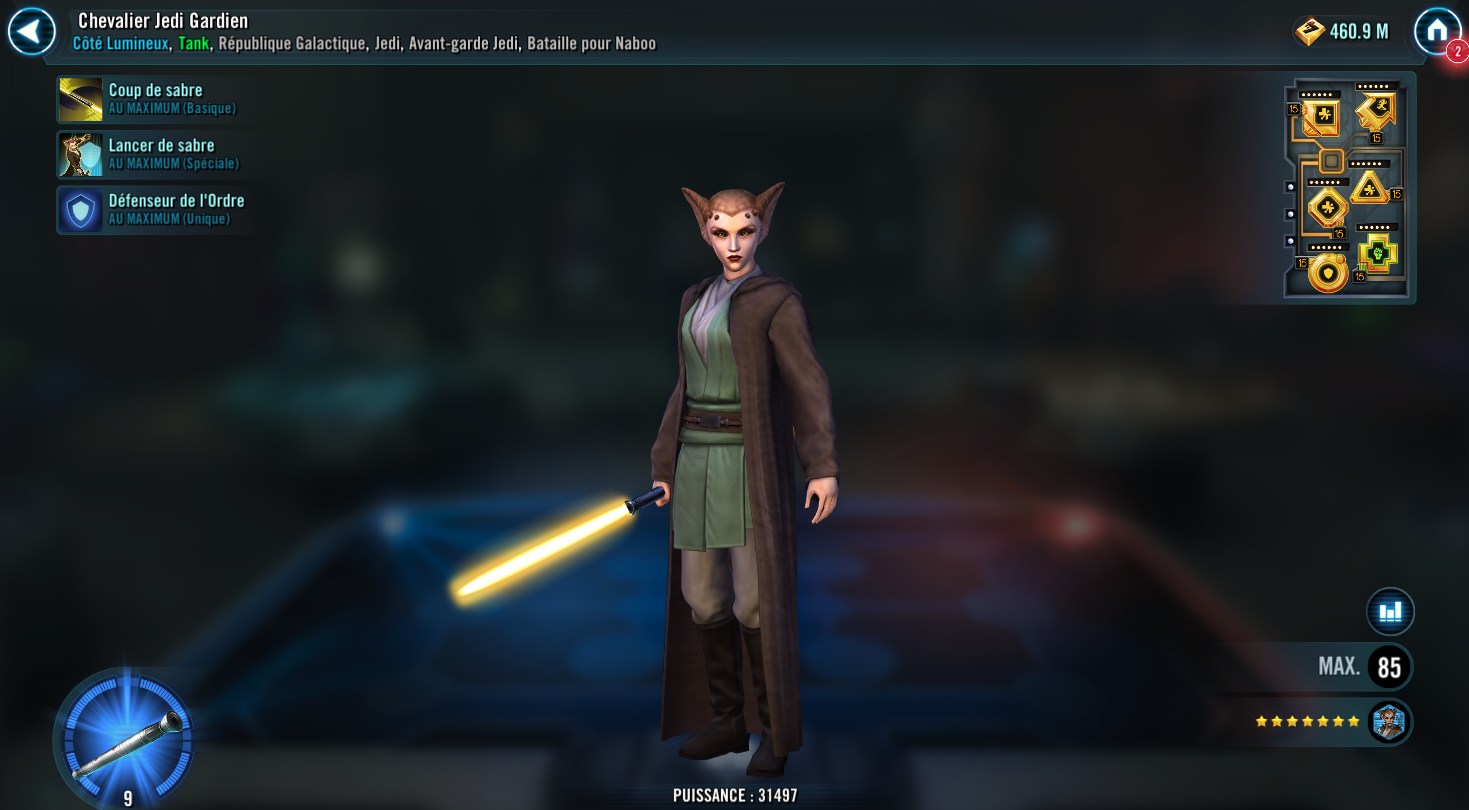 Chevalier Jedi Gardien
Côté Lumineux, Tank, République Galactique, Jedi, Avant-garde Jedi, Bataille pour Naboo
460.9 M
2
Coup de sabre
AU MAXIMUM (Basique)
Lancer de sabre
AU MAXIMUM (Spéciale)
Défenseur de l'Ordre
AU MAXIMUM (Unique)
15
15
15
15
15
15
MAX. 85
9
PUISSANCE : 31497